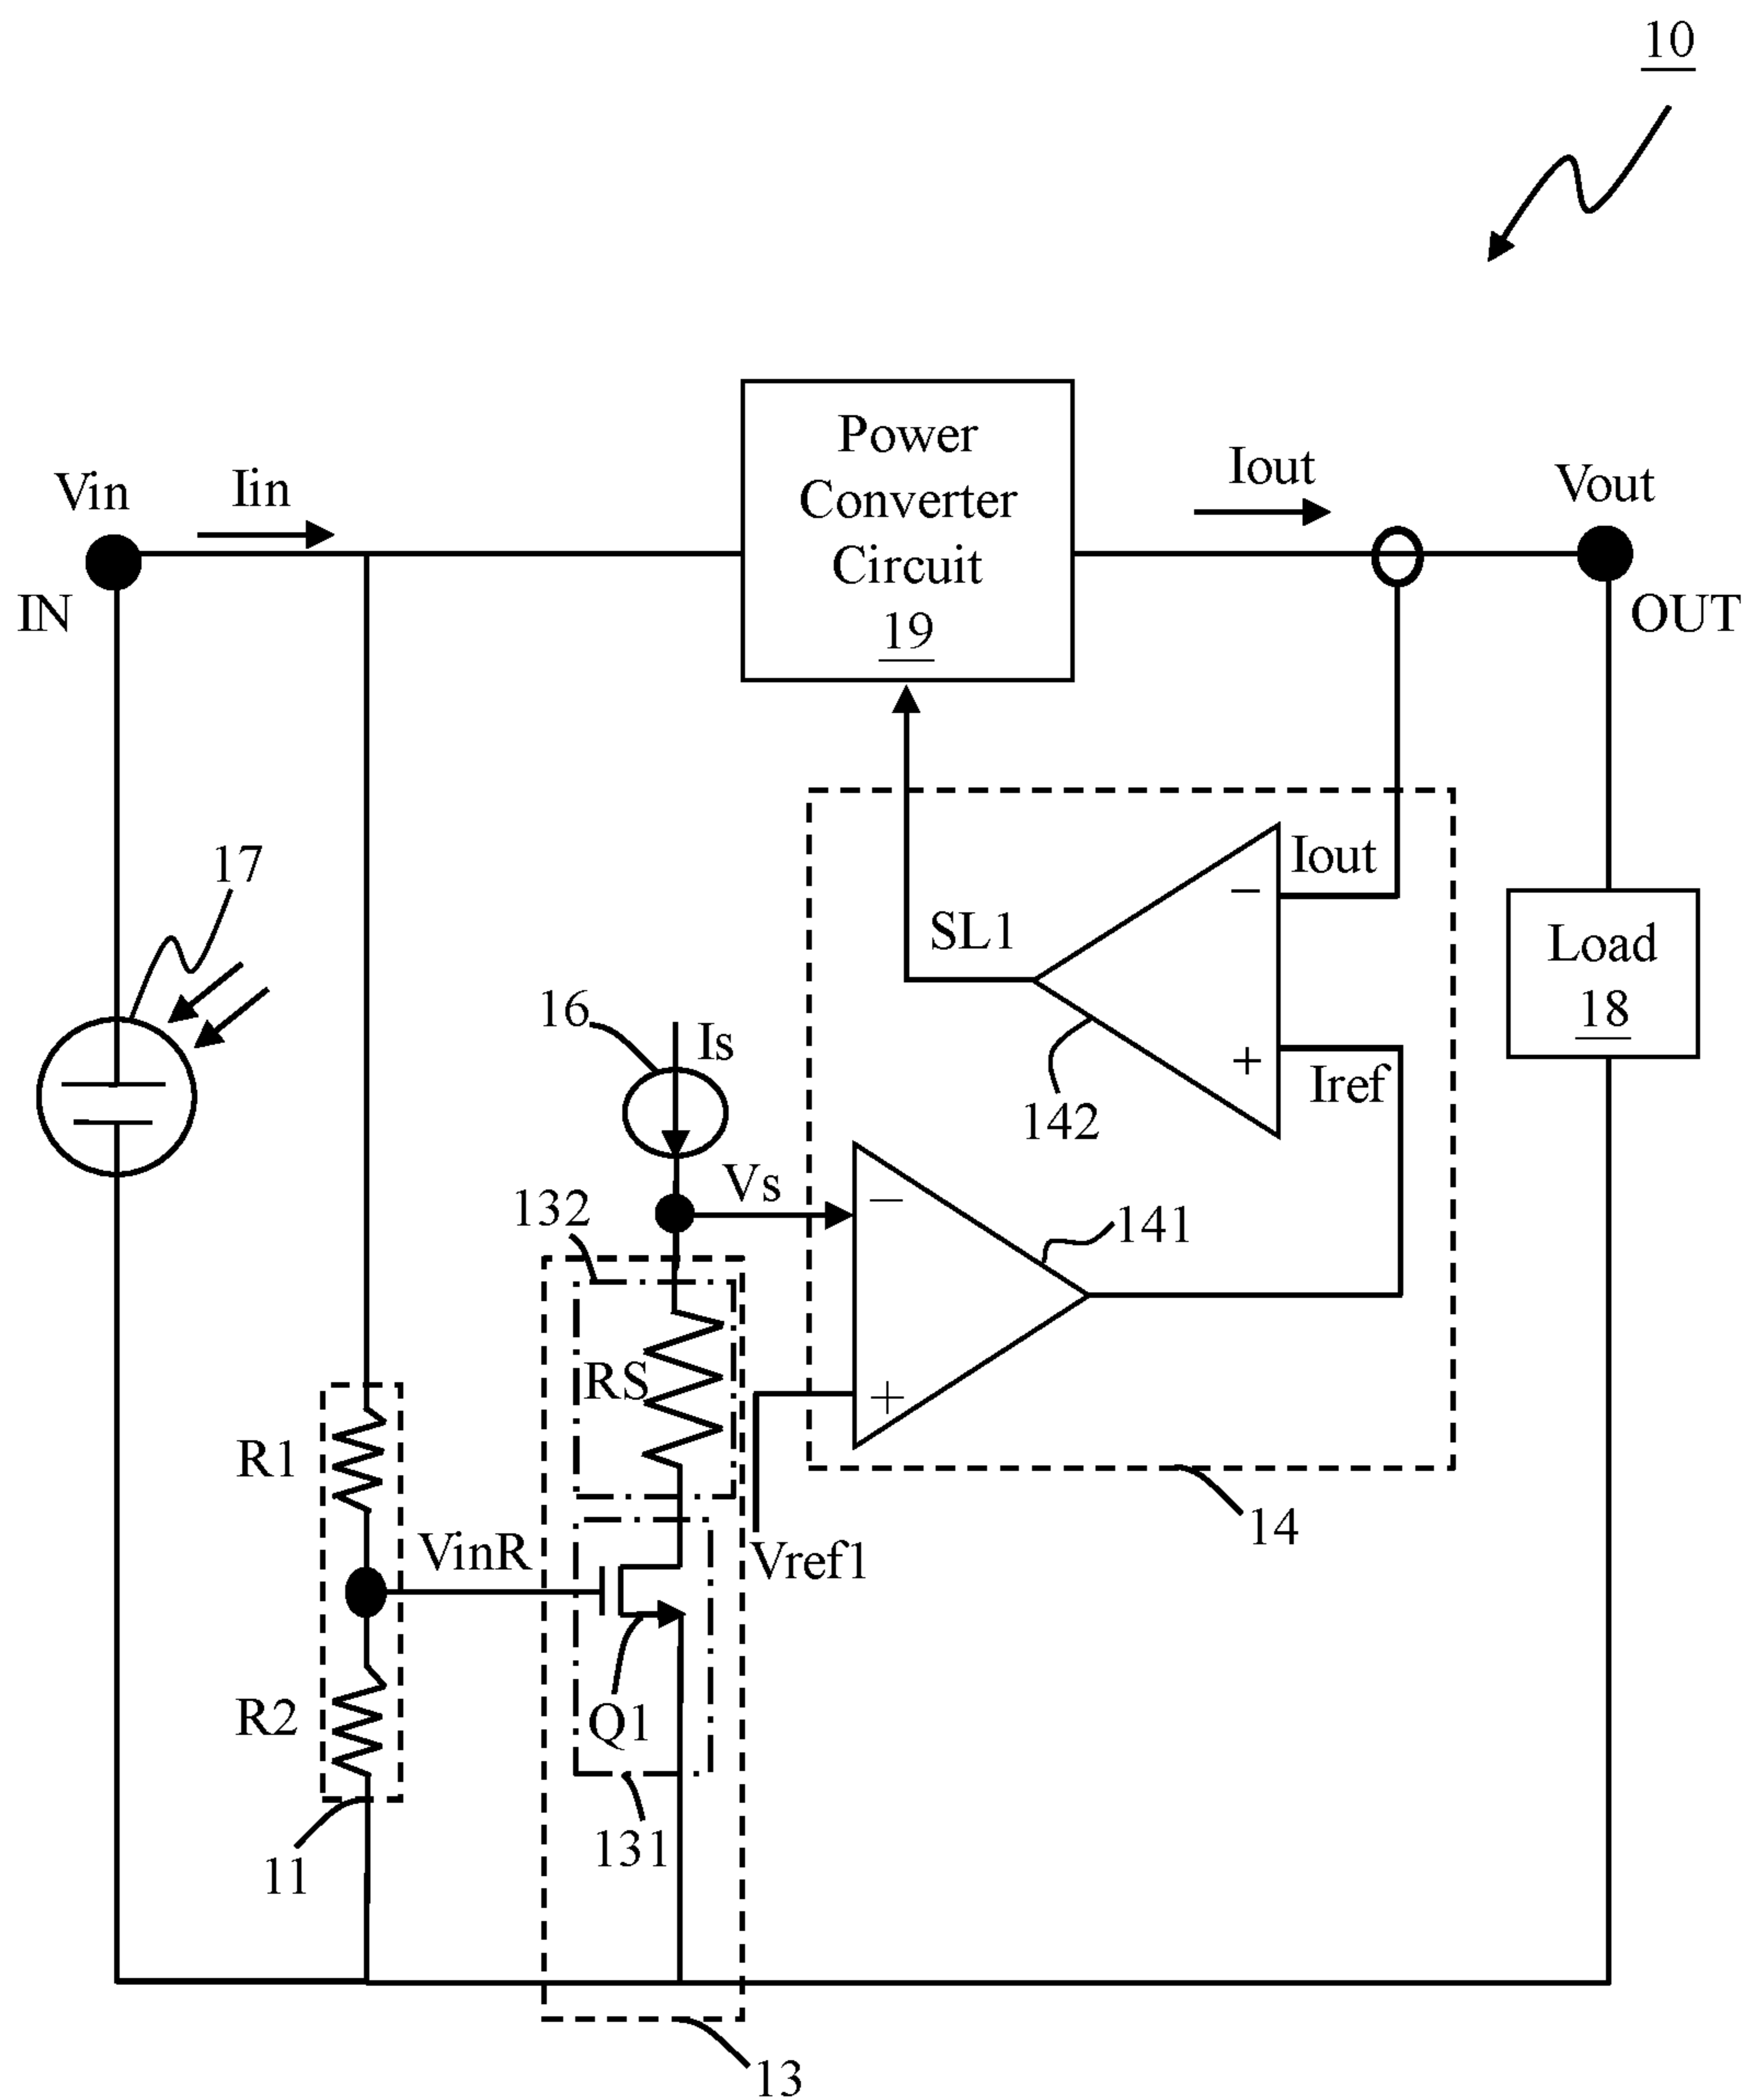 10
Power
Converter
Circuit
19
Vin
Iin
Iout
Vout
IN
OUT
17
Iout
−
SL1
Load
18
16
Is
+
Iref
142
Vs
−
132
141
RS
+
R1
14
VinR
Vref1
R2
Q1
131
11
13